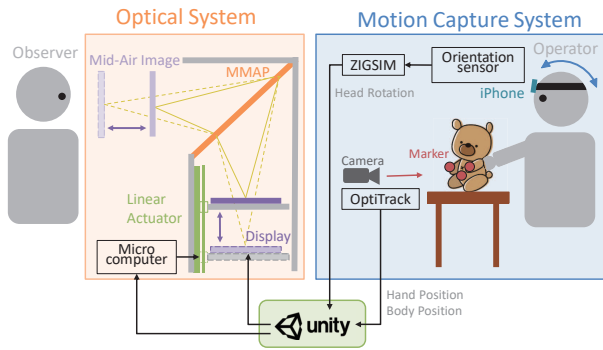 Optical System
Motion Capture System
Observer
Mid-Air Image
MMAP
ZIGSIM
Orientation
sensor
Operator
iPhone
Head Rotation
Camera
Marker
OptiTrack
Linear
Actuator
Display
Micro
computer
Hand Position
Body Position
unity